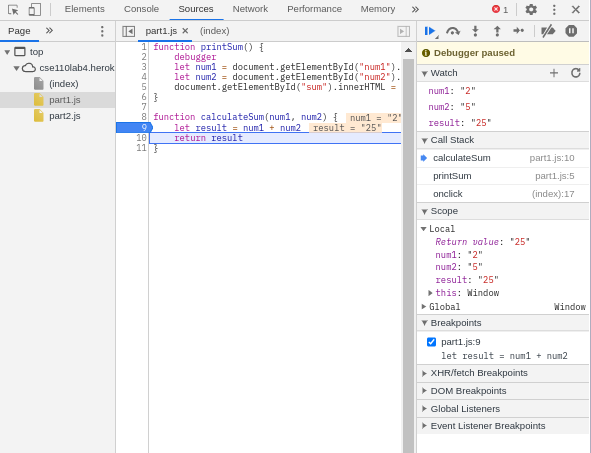 Elements Console Sources Network Performance Memory » 1
Page » part1.js × (index)
top
cse110lab4.herok
(index)
part1.js
part2.js
1 function printSum() {
2 debugger
3 let num1 = document.getElementById("num1").
4 let num2 = document.getElementById("num2").
5 document.getElementById("sum").innerHTML =
6 }
7
8 function calculateSum(num1, num2) { num1 = "2"
9 let result = num1 + num2 result = "25"
10 return result
11 }
Debugger paused
Watch
num1: "2"
num2: "5"
result: "25"
Call Stack
calculateSum part1.js:10
printSum part1.js:5
onclick (index):17
Scope
Local
Return value: "25"
num1: "2"
num2: "5"
result: "25"
this: Window
Global Window
Breakpoints
part1.js:9
let result = num1 + num2
XHR/fetch Breakpoints
DOM Breakpoints
Global Listeners
Event Listener Breakpoints